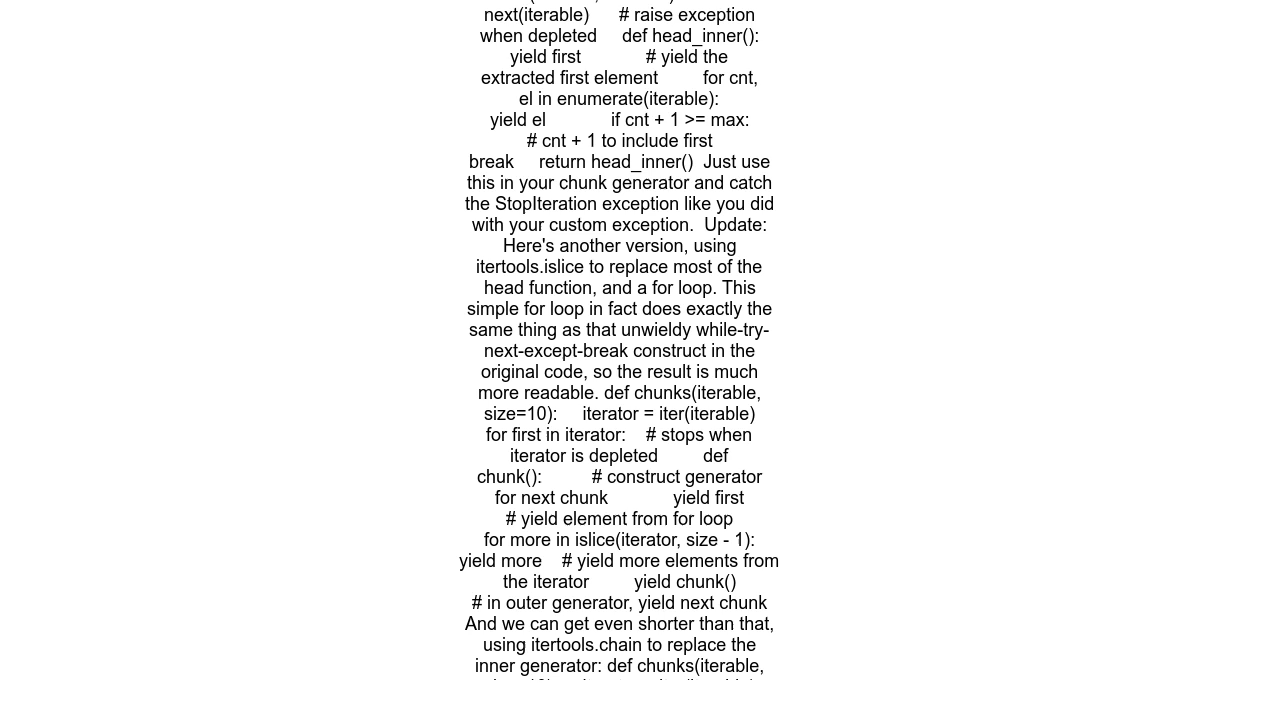 next(iterable)      # raise exception
when depleted     def head_inner():
yield first             # yield the
extracted first element         for cnt,
el in enumerate(iterable):
yield el             if cnt + 1 >= max:
# cnt + 1 to include first
break     return head_inner()  Just use
this in your chunk generator and catch
the StopIteration exception like you did
with your custom exception.  Update:
Here's another version, using
itertools.islice to replace most of the
head function, and a for loop. This
simple for loop in fact does exactly the
same thing as that unwieldy while-try-
next-except-break construct in the
original code, so the result is much
more readable. def chunks(iterable,
size=10):     iterator = iter(iterable)
for first in iterator:    # stops when
iterator is depleted         def
chunk():          # construct generator
for next chunk             yield first
# yield element from for loop
for more in islice(iterator, size - 1):
yield more    # yield more elements from
the iterator         yield chunk()
# in outer generator, yield next chunk
And we can get even shorter than that,
using itertools.chain to replace the
inner generator: def chunks(iterable,